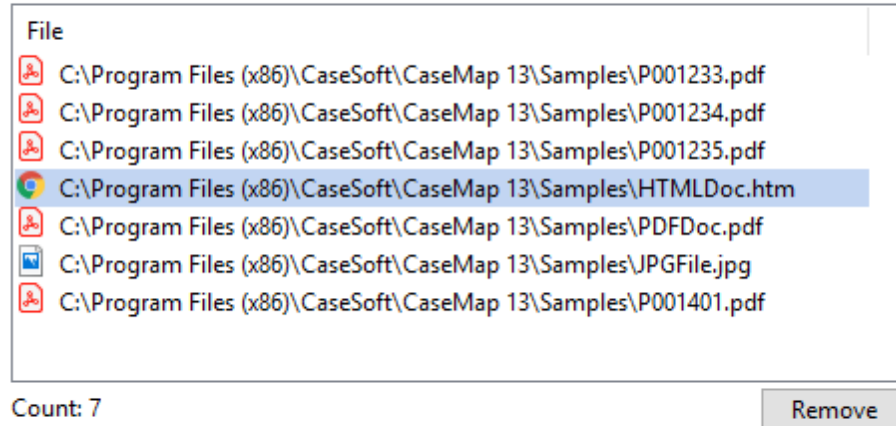 File
C:\Program Files (x86)\CaseSoft\CaseMap 13\Samples\P001233.pdf
C:\Program Files (x86)\CaseSoft\CaseMap 13\Samples\P001234.pdf
C:\Program Files (x86)\CaseSoft\CaseMap 13\Samples\P001235.pdf
C:\Program Files (x86)\CaseSoft\CaseMap 13\Samples\HTMLDoc.htm
C:\Program Files (x86)\CaseSoft\CaseMap 13\Samples\PDFDoc.pdf
C:\Program Files (x86)\CaseSoft\CaseMap 13\Samples\JPGFile.jpg
C:\Program Files (x86)\CaseSoft\CaseMap 13\Samples\P001401.pdf
Count: 7
Remove